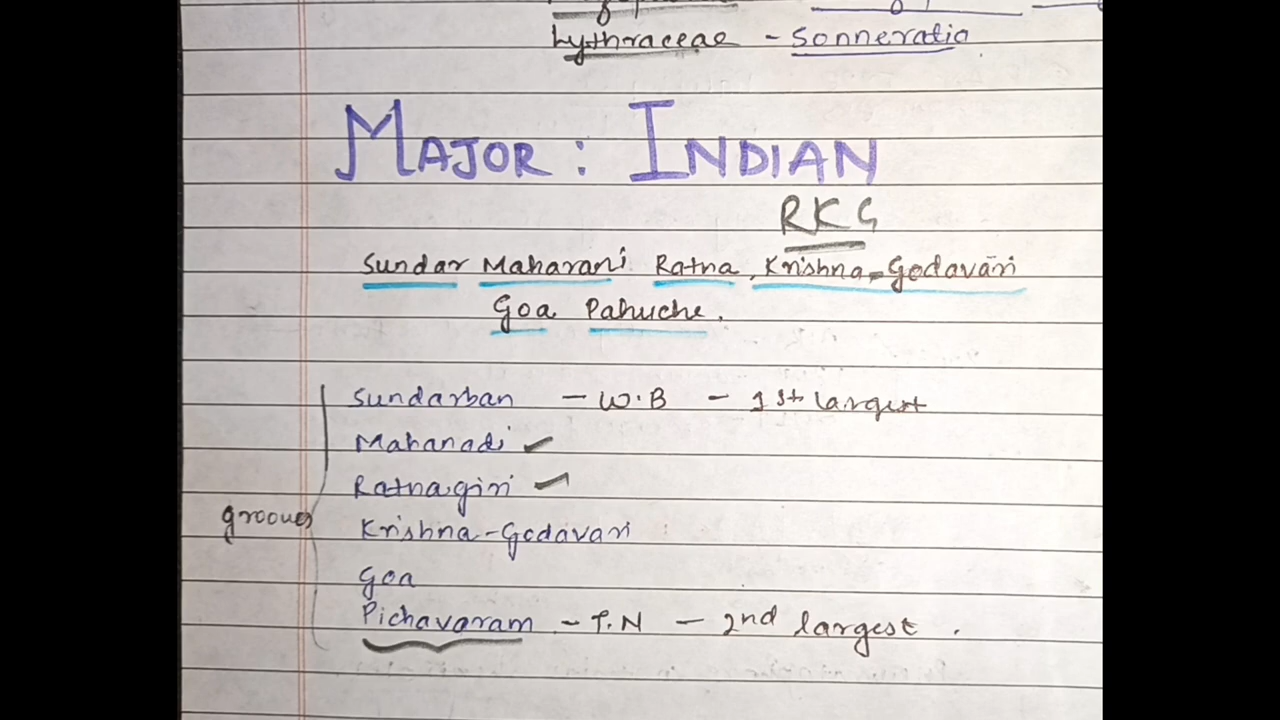 Lythraceae - Sonneratia
MAJOR : INDIAN
RKG
Sundar Maharani Ratna, Krishna-Godavari
Goa Pahuche.
Sundarban - W.B - 1st largest
Mahanadi ✓
Ratnagiri ✓
grooves
Krishna-Godavari
Goa
Pichavaram - T.N - 2nd largest.